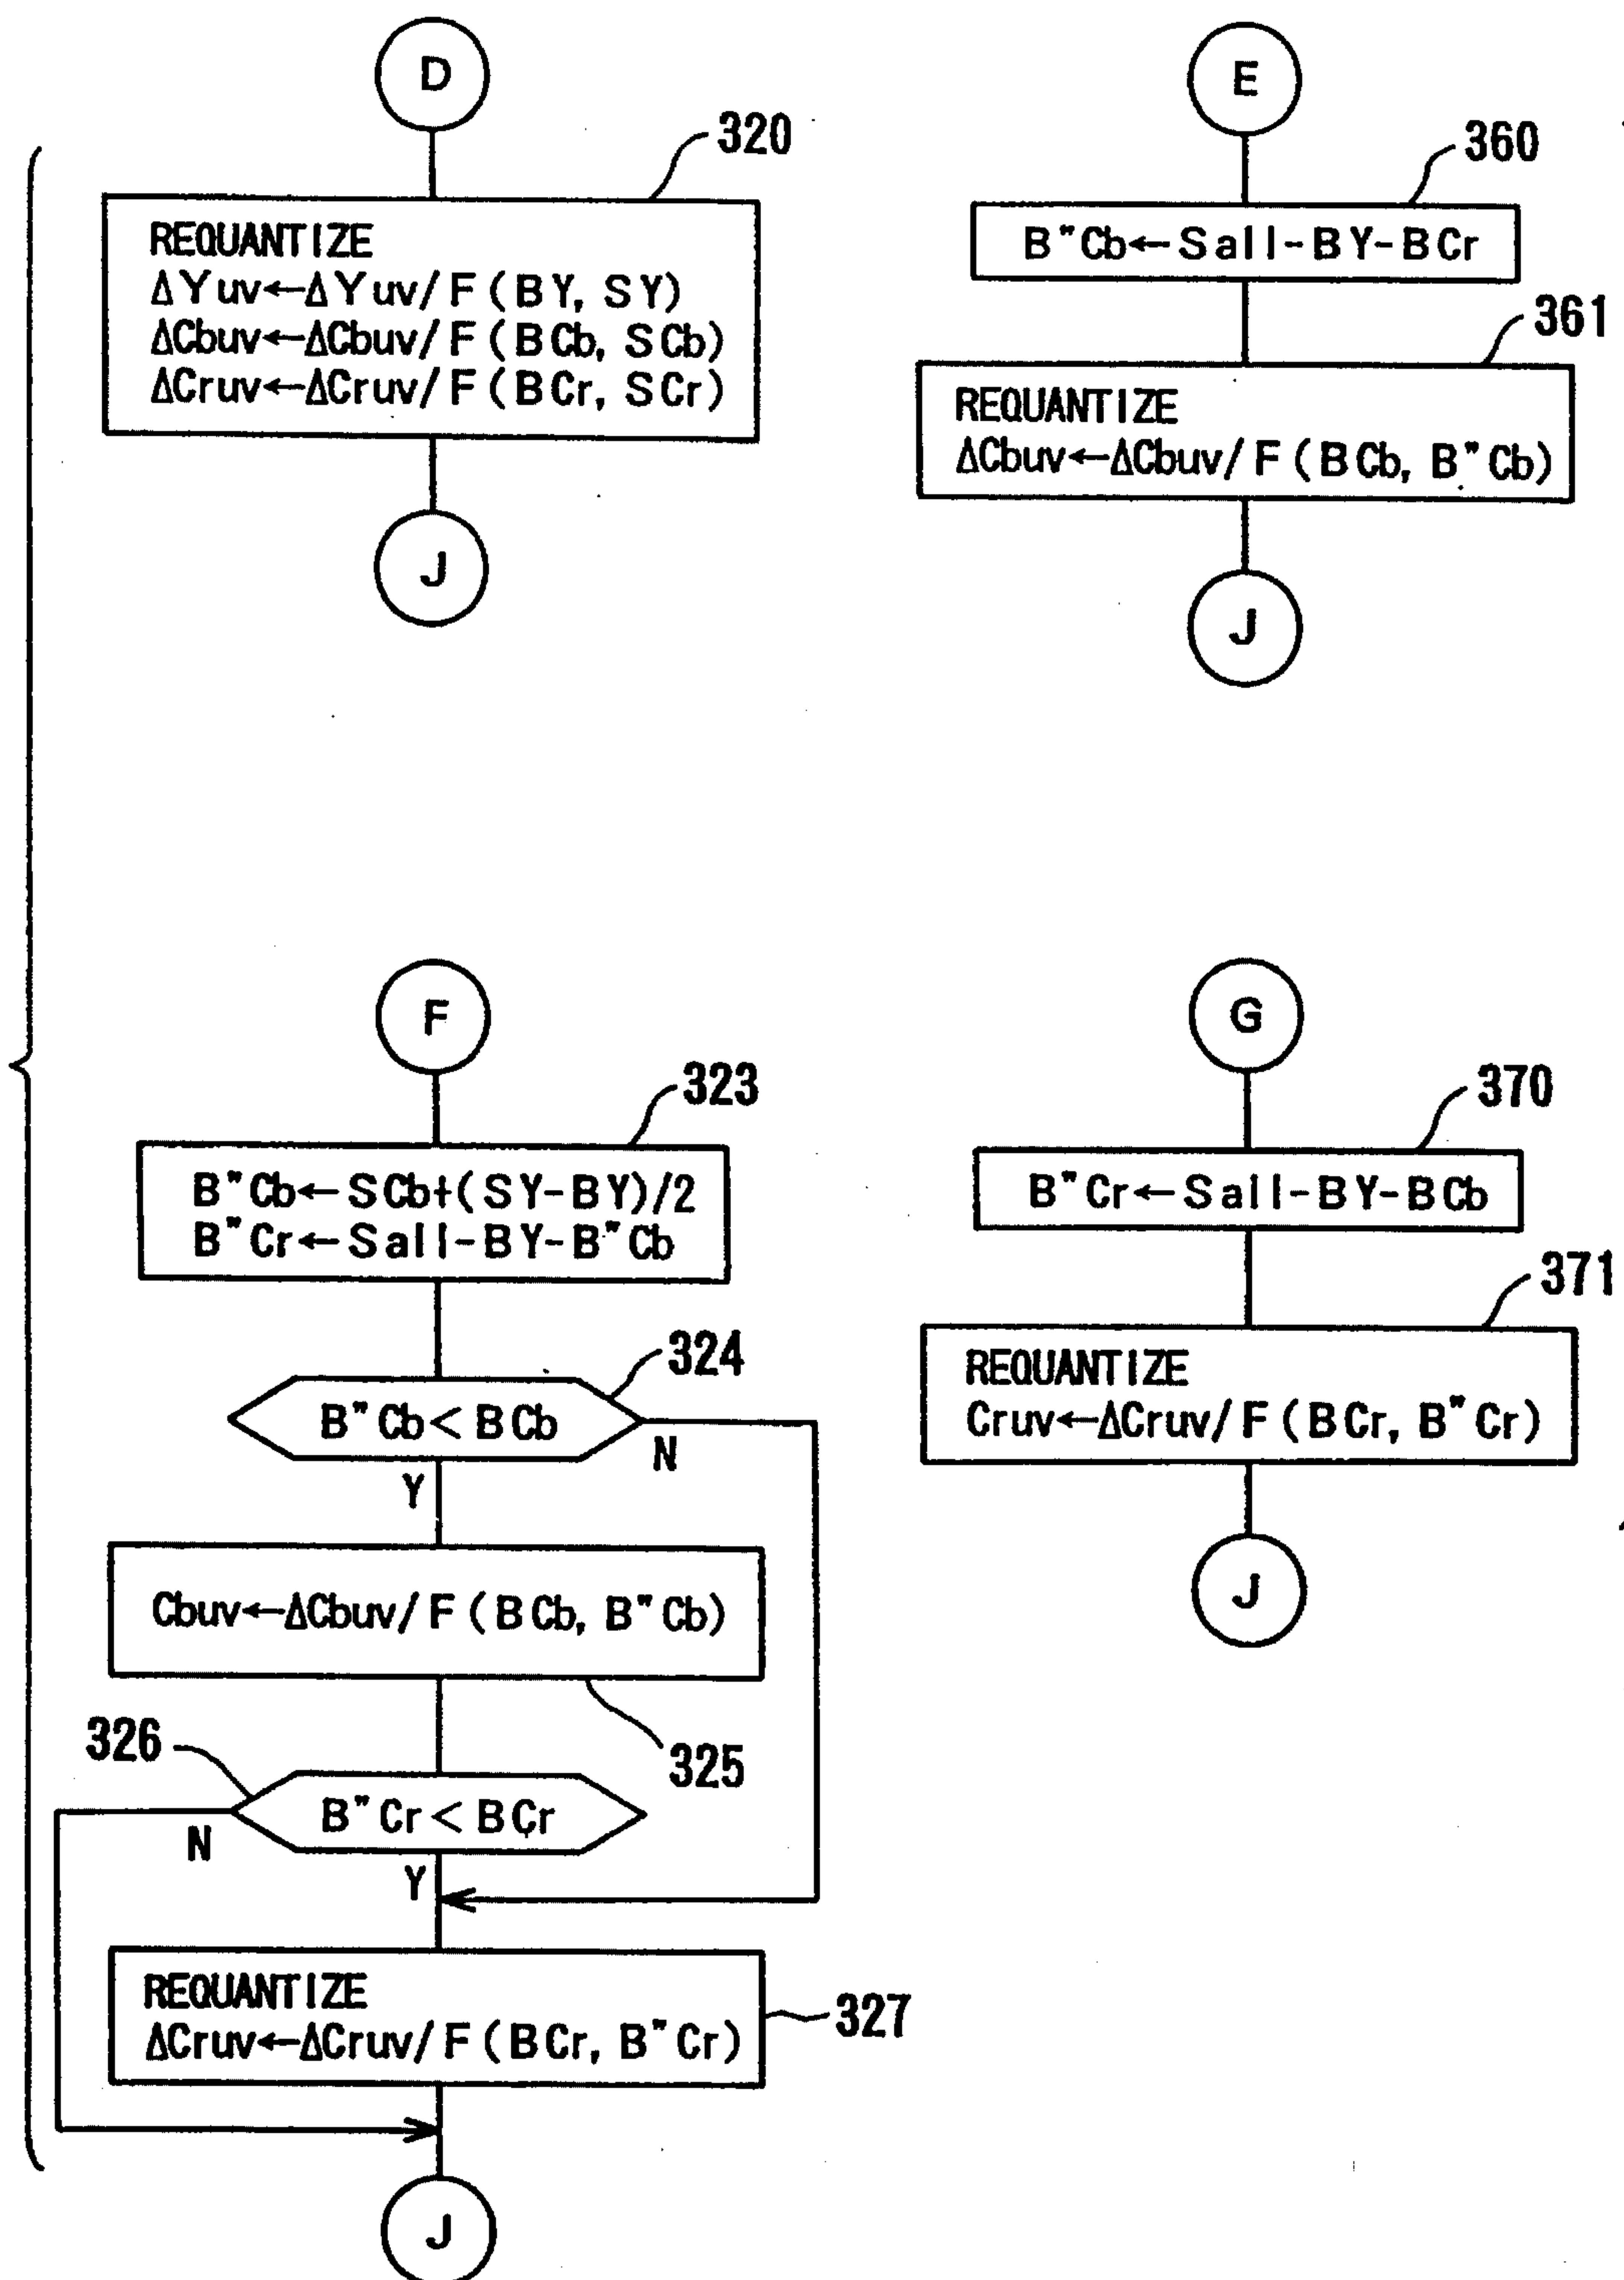 D
320
REQUANTIZE
ΔYuv←ΔYuv/F(BY, SY)
ΔCbuv←ΔCbuv/F(BCb, SCb)
ΔCruv←ΔCruv/F(BCr, SCr)
J
E
360
B"Cb←Sall-BY-BCr
361
REQUANTIZE
ΔCbuv←ΔCbuv/F(BCb, B"Cb)
J
F
323
B"Cb←SCb+(SY-BY)/2
B"Cr←Sall-BY-B"Cb
324
B"Cb<BCb
N
Y
Cbuv←ΔCbuv/F(BCb, B"Cb)
325
326
B"Cr<BCr
N
Y
REQUANTIZE
ΔCruv←ΔCruv/F(BCr, B"Cr)
327
J
G
370
B"Cr←Sall-BY-BCb
371
REQUANTIZE
Cruv←ΔCruv/F(BCr, B"Cr)
J